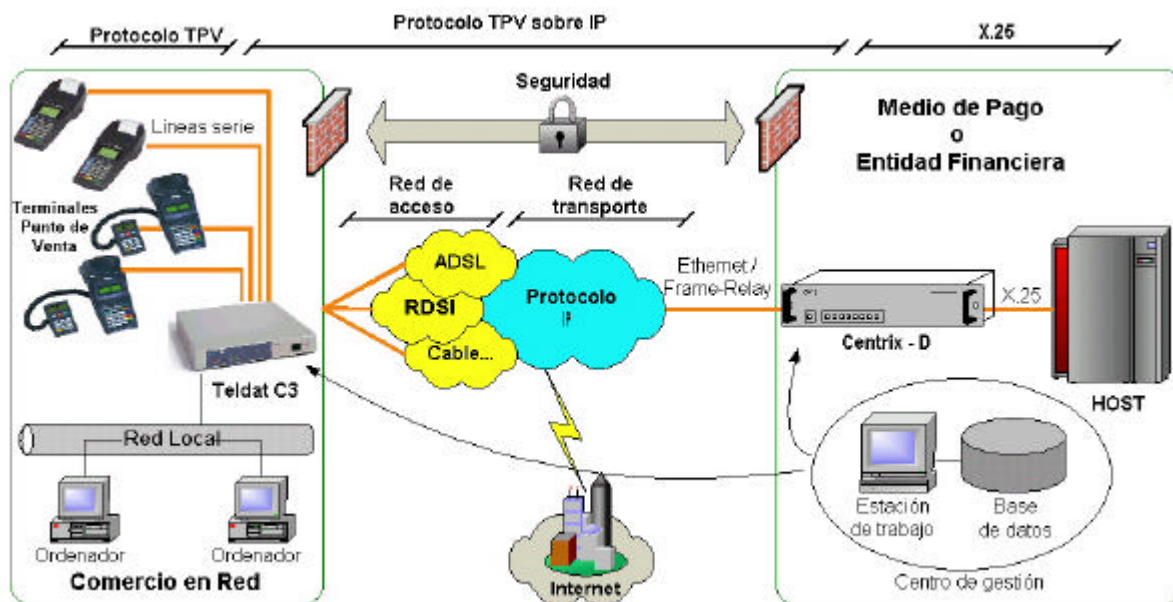 Protocolo TPV
Protocolo TPV sobre IP
X.25
Lineas serie
Terminales
Punto de
Venta
Teldat C3
Red Local
Ordenador
Ordenador
Comercio en Red
Seguridad
Red de
acceso
Red de
transporte
ADSL
RDSI
Cable...
Protocolo
IP
Internet
Ethernet /
Frame-Relay
Medio de Pago
o
Entidad Financiera
Centrix - D
X.25
HOST
Estación
de trabajo
Base
de datos
Centro de gestión